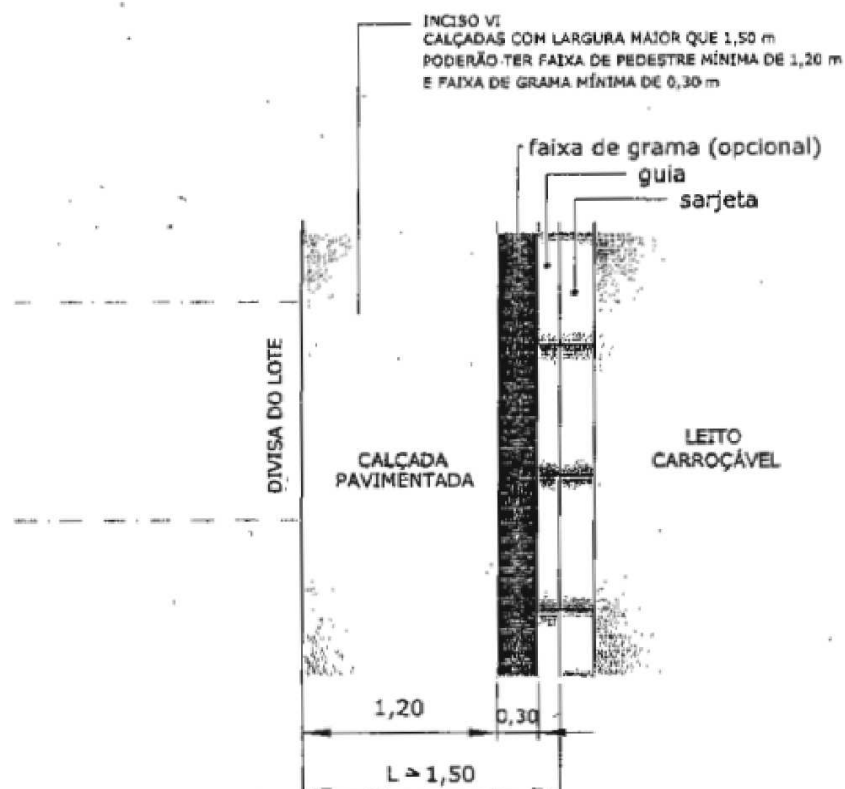 INCISO VI
CALÇADAS COM LARGURA MAIOR QUE 1,50 m
PODERÃO TER FAIXA DE PEDESTRE MÍNIMA DE 1,20 m
E FAIXA DE GRAMA MÍNIMA DE 0,30 m
faixa de grama (opcional)
guia
sarjeta
DIVISA DO LOTE
CALÇADA
PAVIMENTADA
LEITO
CARROÇÁVEL
1,20
0,30
L > 1,50